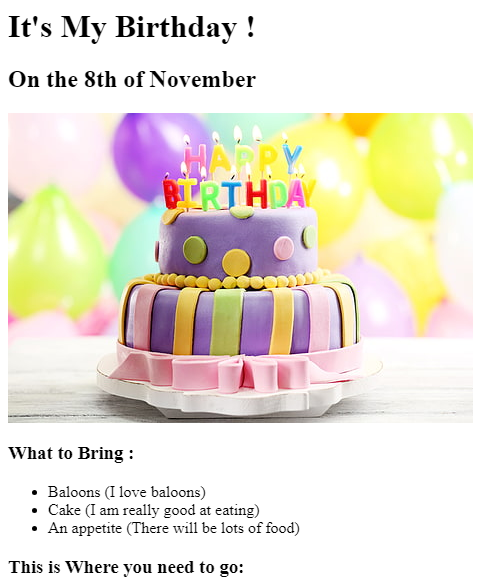 It's My Birthday !
On the 8th of November
HAPPY
BIRTHDAY
What to Bring :
Baloons (I love baloons)
Cake (I am really good at eating)
An appetite (There will be lots of food)
This is Where you need to go: